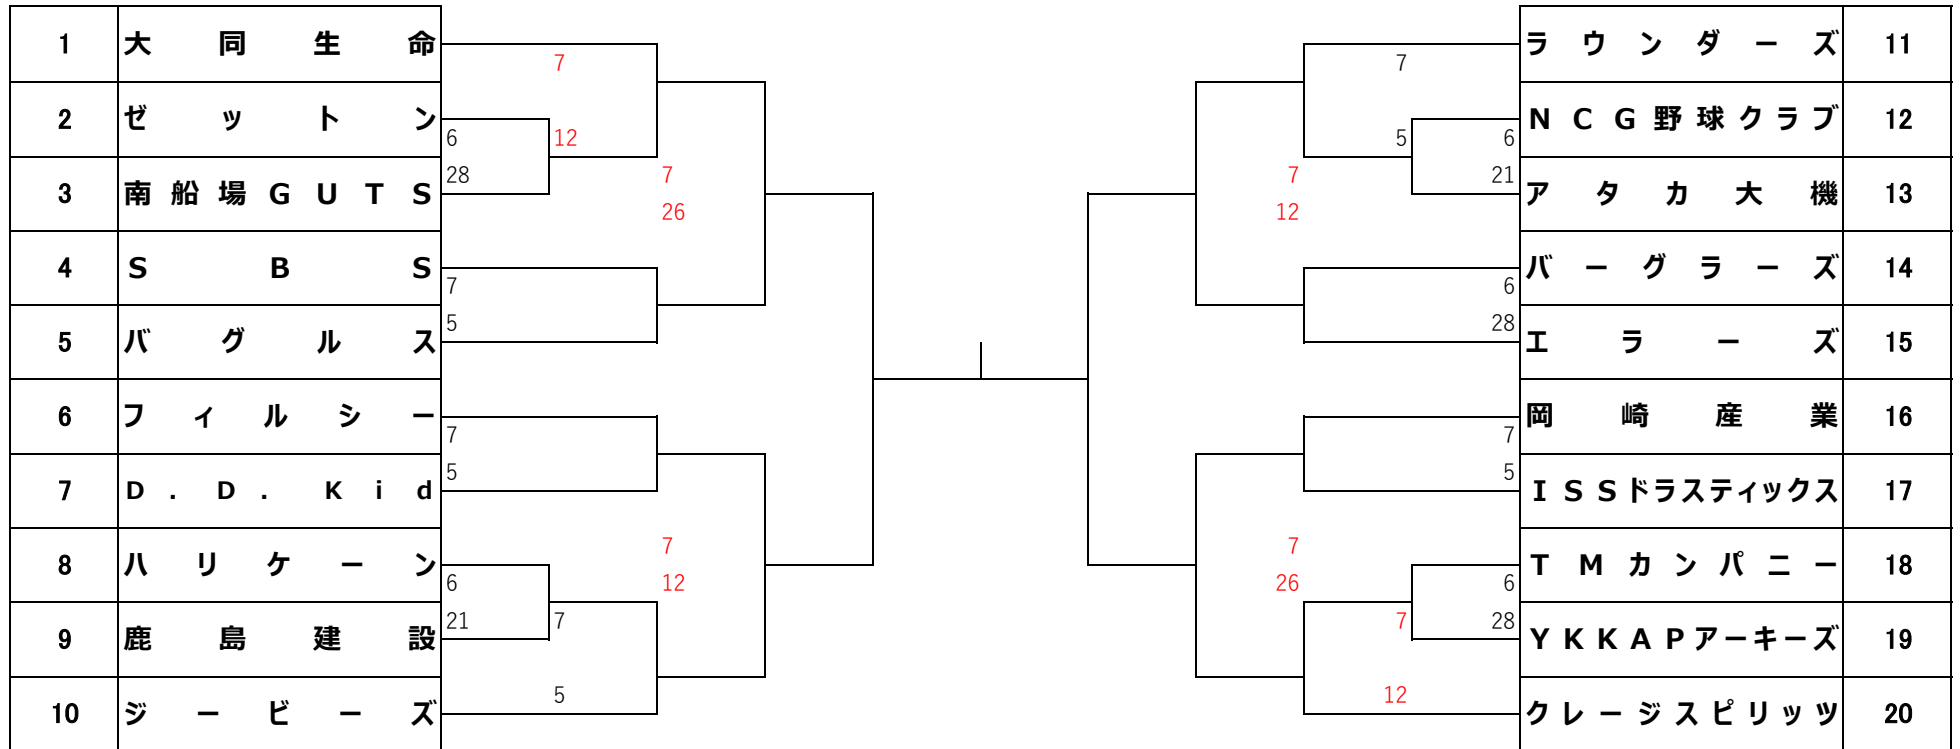 1 大同生命 ラウンダーズ 11
7 7
2 ゼットン NCG野球クラブ 12
6 12 5 6
28 7 7 21
3 南船場GUTS アタカ大機 13
26 12
4 SBS バーグラーズ 14
7 6
5 28
5 バグルス エラーズ 15
6 フィルシー 岡崎産業 16
7 7
5 5
7 D.D.Kid ISSドラスティックス 17
7 7
8 ハリケーン TMカンパニー 18
6 12 26 6
21 7 7 28
9 鹿島建設 YKKAPアーキーズ 19
5 12
10 ジービーズ クレージスピリッツ 20